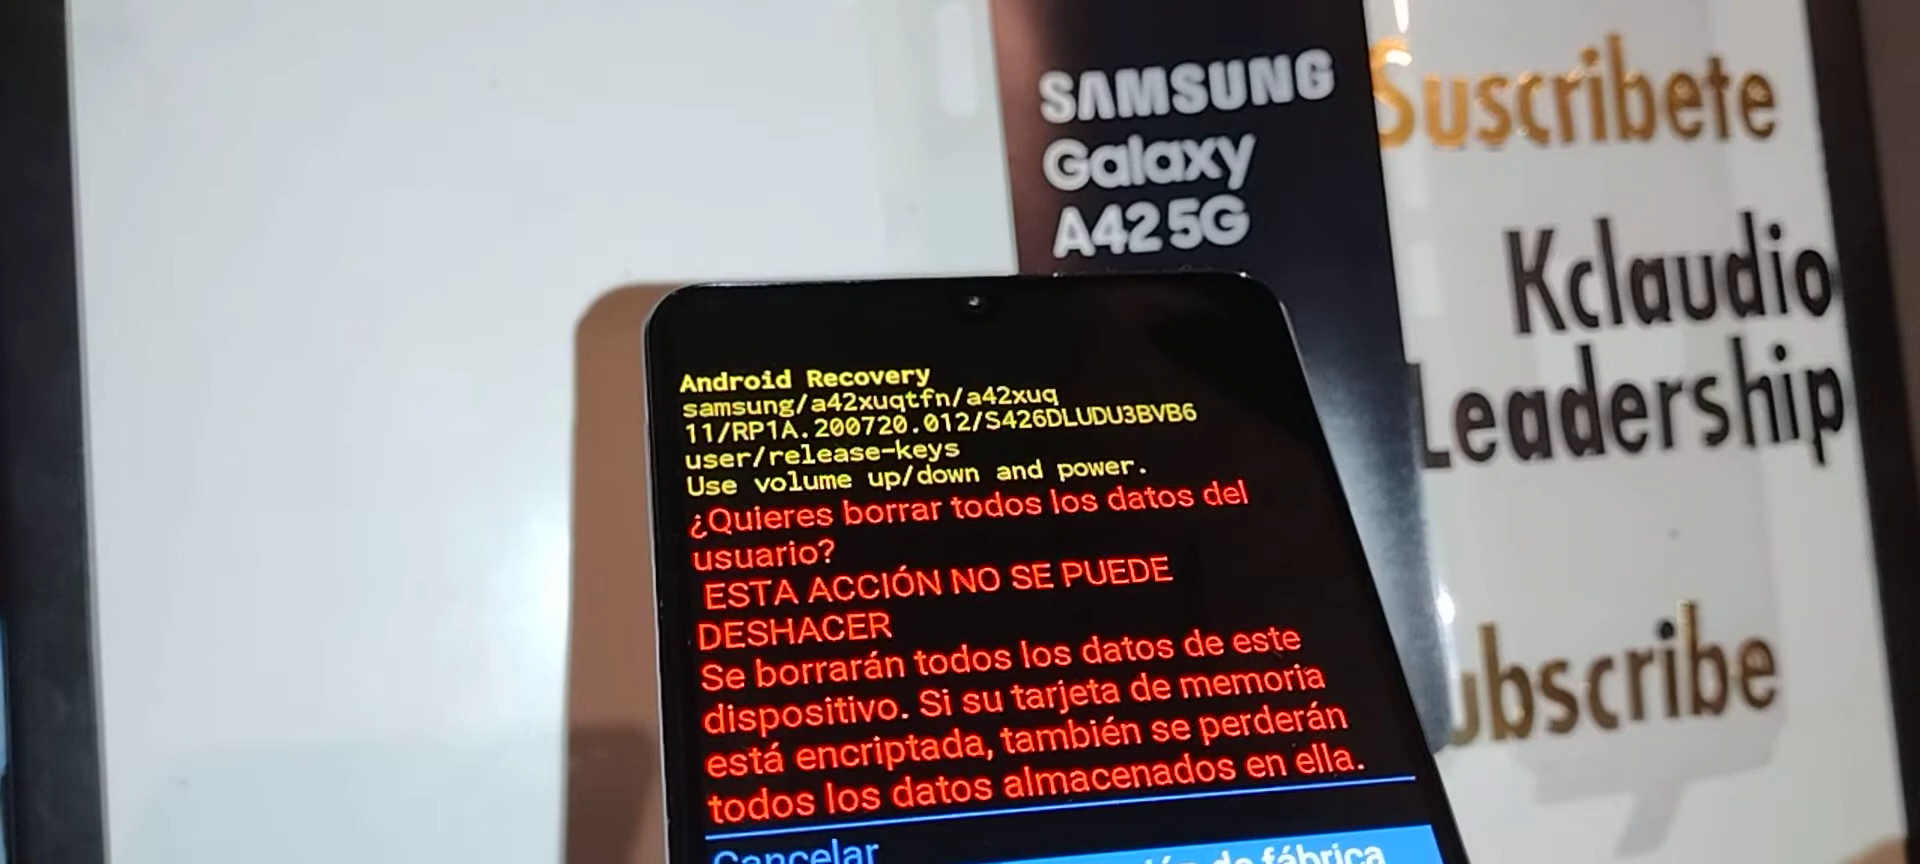 SAMSUNG
Galaxy
A42 5G
Suscribete
Kclaudio
Leadership
ubscribe
Android Recovery
samsung/a42xuqtfn/a42xuq
11/RP1A.200720.012/S426DLUDU3BVB6
user/release-keys
Use volume up/down and power.
¿Quieres borrar todos los datos del
usuario?
ESTA ACCIÓN NO SE PUEDE
DESHACER
Se borrarán todos los datos de este
dispositivo. Si su tarjeta de memoria
está encriptada, también se perderán
todos los datos almacenados en ella.
Cancelar
de fábrica